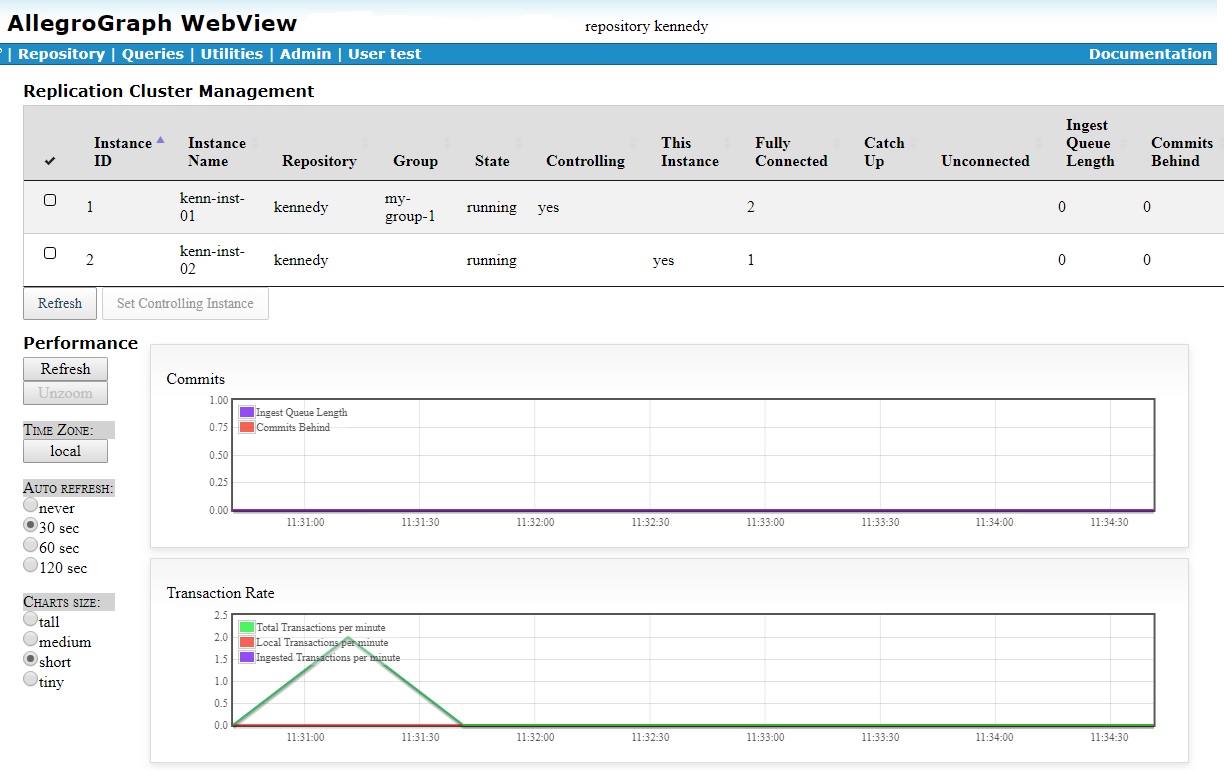 AllegroGraph WebView
repository kennedy
| Repository | Queries | Utilities | Admin | User test
Documentation
Replication Cluster Management
✓ Instance ID Instance Name Repository Group State Controlling This Instance Fully Connected Catch Up Unconnected Ingest Queue Length Commits Behind
1 kenn-inst-01 kennedy my-group-1 running yes 2 0 0
2 kenn-inst-02 kennedy running yes 1 0 0
Refresh Set Controlling Instance
Performance
Refresh
Unzoom
TIME ZONE:
local
AUTO REFRESH:
never
30 sec
60 sec
120 sec
CHARTS SIZE:
tall
medium
short
tiny
Commits
1.00
0.75
0.50
0.25
0.00
Ingest Queue Length
Commits Behind
11:31:00 11:31:30 11:32:00 11:32:30 11:33:00 11:33:30 11:34:00 11:34:30
Transaction Rate
2.5
2.0
1.5
1.0
0.5
0.0
Total Transactions per minute
Local Transactions per minute
Ingested Transactions per minute
11:31:00 11:31:30 11:32:00 11:32:30 11:33:00 11:33:30 11:34:00 11:34:30